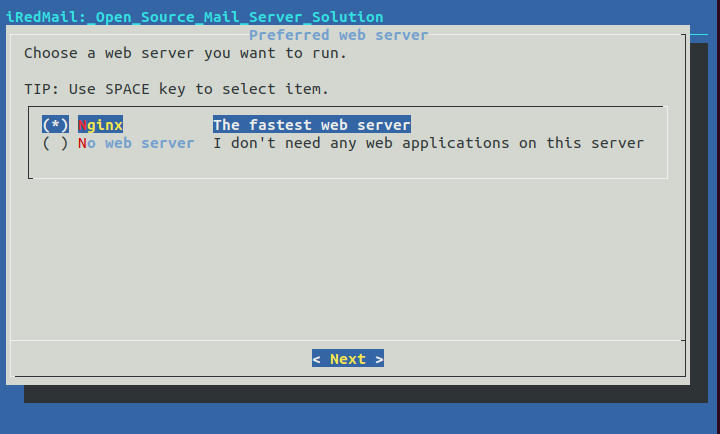 iRedMail:_Open_Source_Mail_Server_Solution
Preferred web server
Choose a web server you want to run.
TIP: Use SPACE key to select item.
(*) Nginx The fastest web server
( ) No web server I don't need any web applications on this server
< Next >